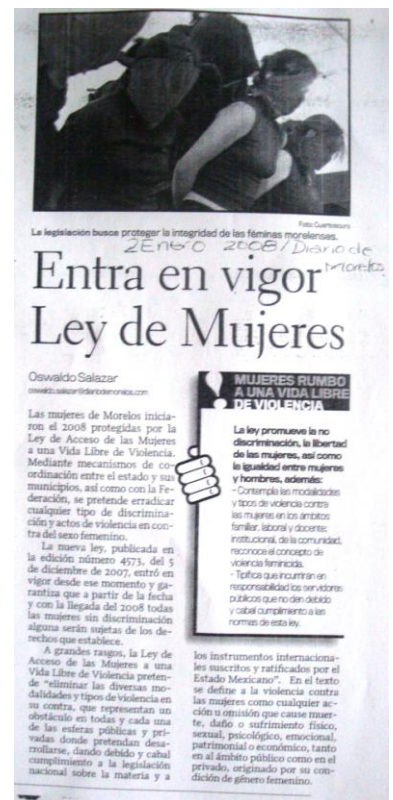 Foto: Cuartoscuro
La legislación busca proteger la integridad de las féminas morelenses.
2 Enero 2008/Diario de
Morelos
Entra en vigor
Ley de Mujeres
Oswaldo Salazar
oswaldo.salazar@diariodemorelos.com
Las mujeres de Morelos inicia-
ron el 2008 protegidas por la
Ley de Acceso de las Mujeres
a una Vida Libre de Violencia.
Mediante mecanismos de co-
ordinación entre el estado y sus
municipios, así como con la Fe-
deración, se pretende erradicar
cualquier tipo de discrimina-
ción y actos de violencia en con-
tra del sexo femenino.
La nueva ley, publicada en
la edición número 4573, del 5
de diciembre de 2007, entró en
vigor desde ese momento y ga-
rantiza que a partir de la fecha
y con la llegada del 2008 todas
las mujeres sin discriminación
alguna serán sujetas de los de-
rechos que establece.
A grandes rasgos, la Ley de
Acceso de las Mujeres a una
Vida Libre de Violencia preten-
de "eliminar las diversas mo-
dalidades y tipos de violencia en
su contra, que representan un
obstáculo en todas y cada una
de las esferas públicas y pri-
vadas donde pretendan desa-
rrollarse, dando debido y cabal
cumplimiento a la legislación
nacional sobre la materia y a
!
MUJERES RUMBO
A UNA VIDA LIBRE
DE VIOLENCIA
La ley promueve la no
discriminación, la libertad
de las mujeres, así como
la igualdad entre mujeres
y hombres, además:
- Contempla las modalidades
y tipos de violencia contra
las mujeres en los ámbitos
familiar, laboral y docente;
institucional, de la comunidad,
reconoce el concepto de
violencia feminicida.
- Tipifica que incurrirán en
responsabilidad los servidores
públicos que no den debido
y cabal cumplimiento a las
normas de esta ley.
los instrumentos internaciona-
les suscritos y ratificados por el
Estado Mexicano". En el texto
se define a la violencia contra
las mujeres como cualquier ac-
ción u omisión que cause muer-
te, daño o sufrimiento físico,
sexual, psicológico, emocional,
patrimonial o económico, tanto
en al ámbito público como en el
privado, originado por su con-
dición de género femenino.